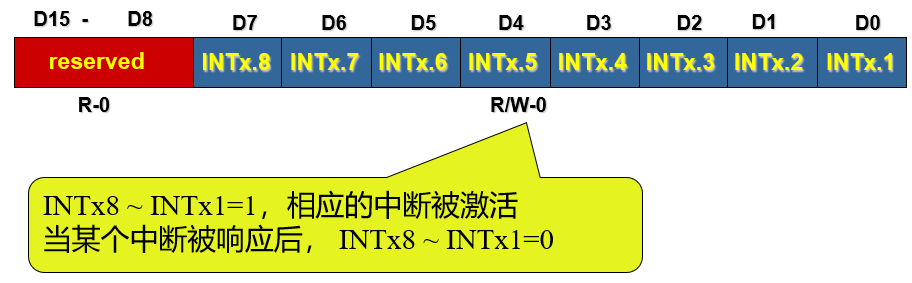 D15 - D8 D7 D6 D5 D4 D3 D2 D1 D0
reserved INTx.8 INTx.7 INTx.6 INTx.5 INTx.4 INTx.3 INTx.2 INTx.1
R-0 R/W-0
INTx8 ~ INTx1=1，相应的中断被激活
当某个中断被响应后， INTx8 ~ INTx1=0